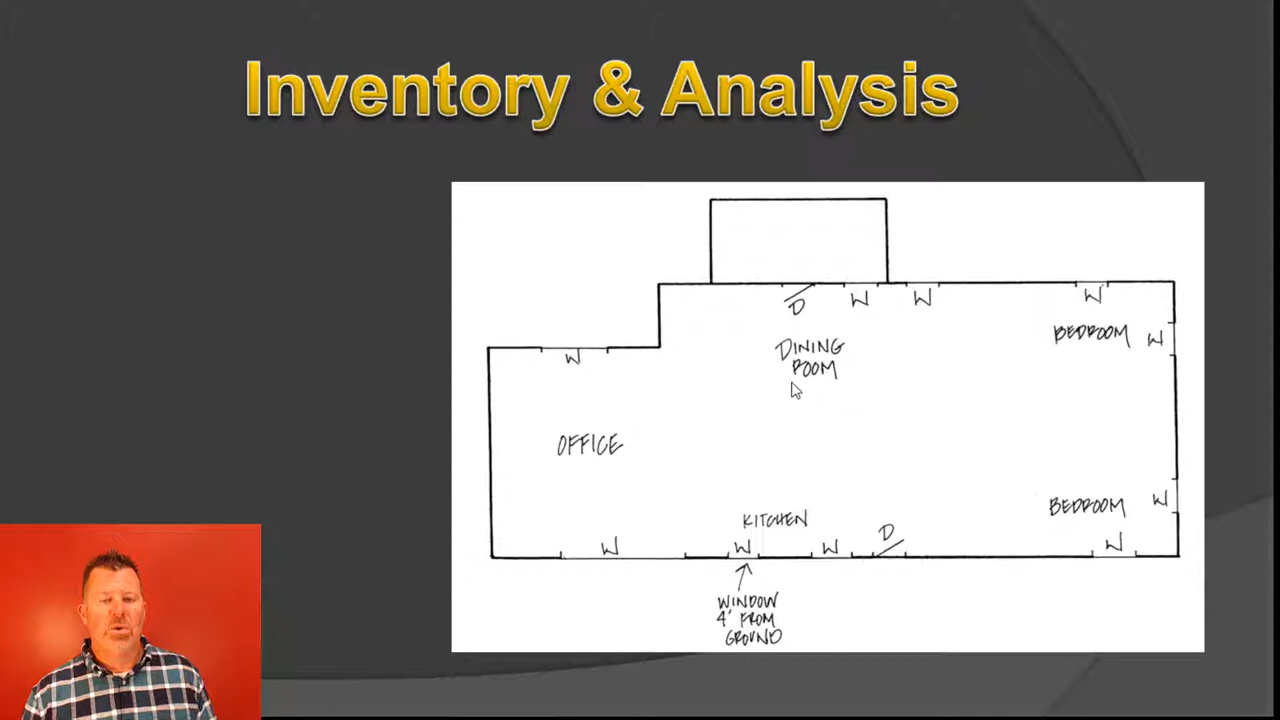 Inventory & Analysis
D
W
W
W
W
DINING
ROOM
BEDROOM
W
OFFICE
BEDROOM
W
KITCHEN
W
W
W
D
W
WINDOW
4' FROM
GROUND